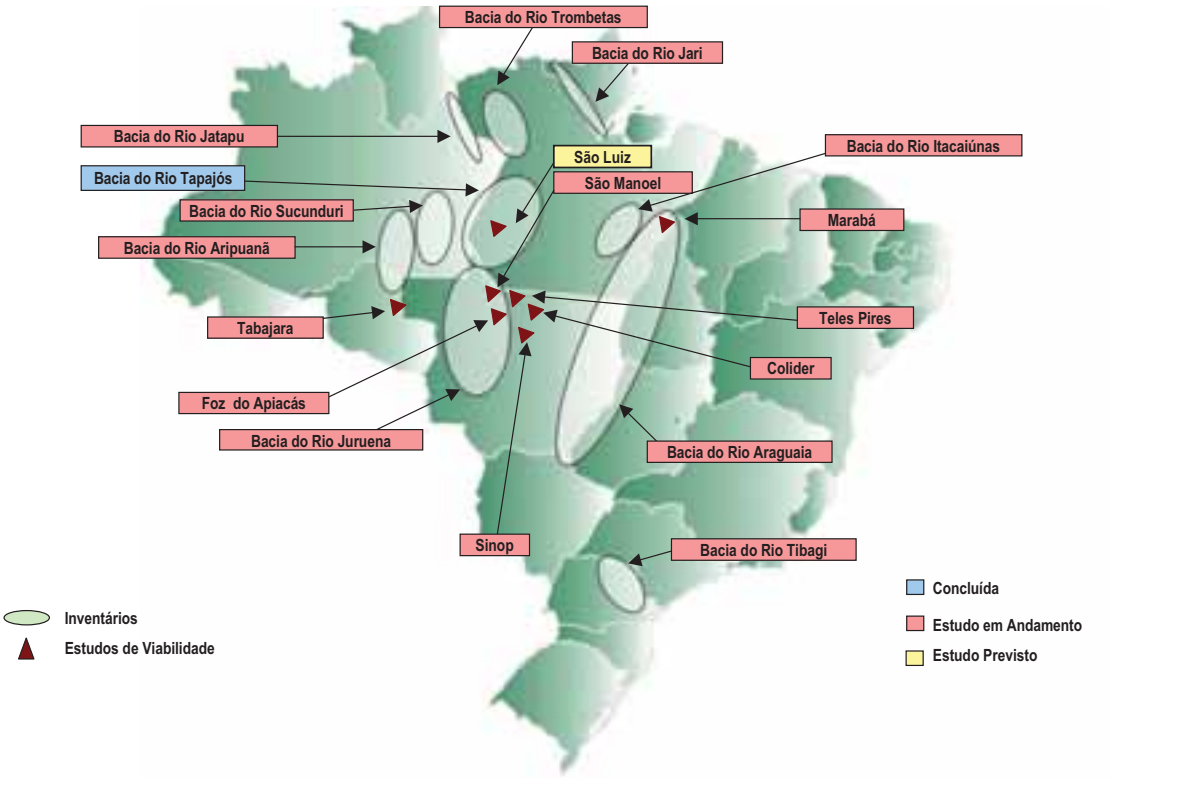 Bacia do Rio Trombetas
Bacia do Rio Jari
Bacia do Rio Jatapu
Bacia do Rio Itacaiúnas
São Luiz
Bacia do Rio Tapajós
São Manoel
Bacia do Rio Sucunduri
Marabá
Bacia do Rio Aripuanã
Tabajara
Teles Pires
Colider
Foz do Apiacás
Bacia do Rio Juruena
Bacia do Rio Araguaia
Sinop
Bacia do Rio Tibagi
Concluída
Inventários
Estudo em Andamento
Estudos de Viabilidade
Estudo Previsto